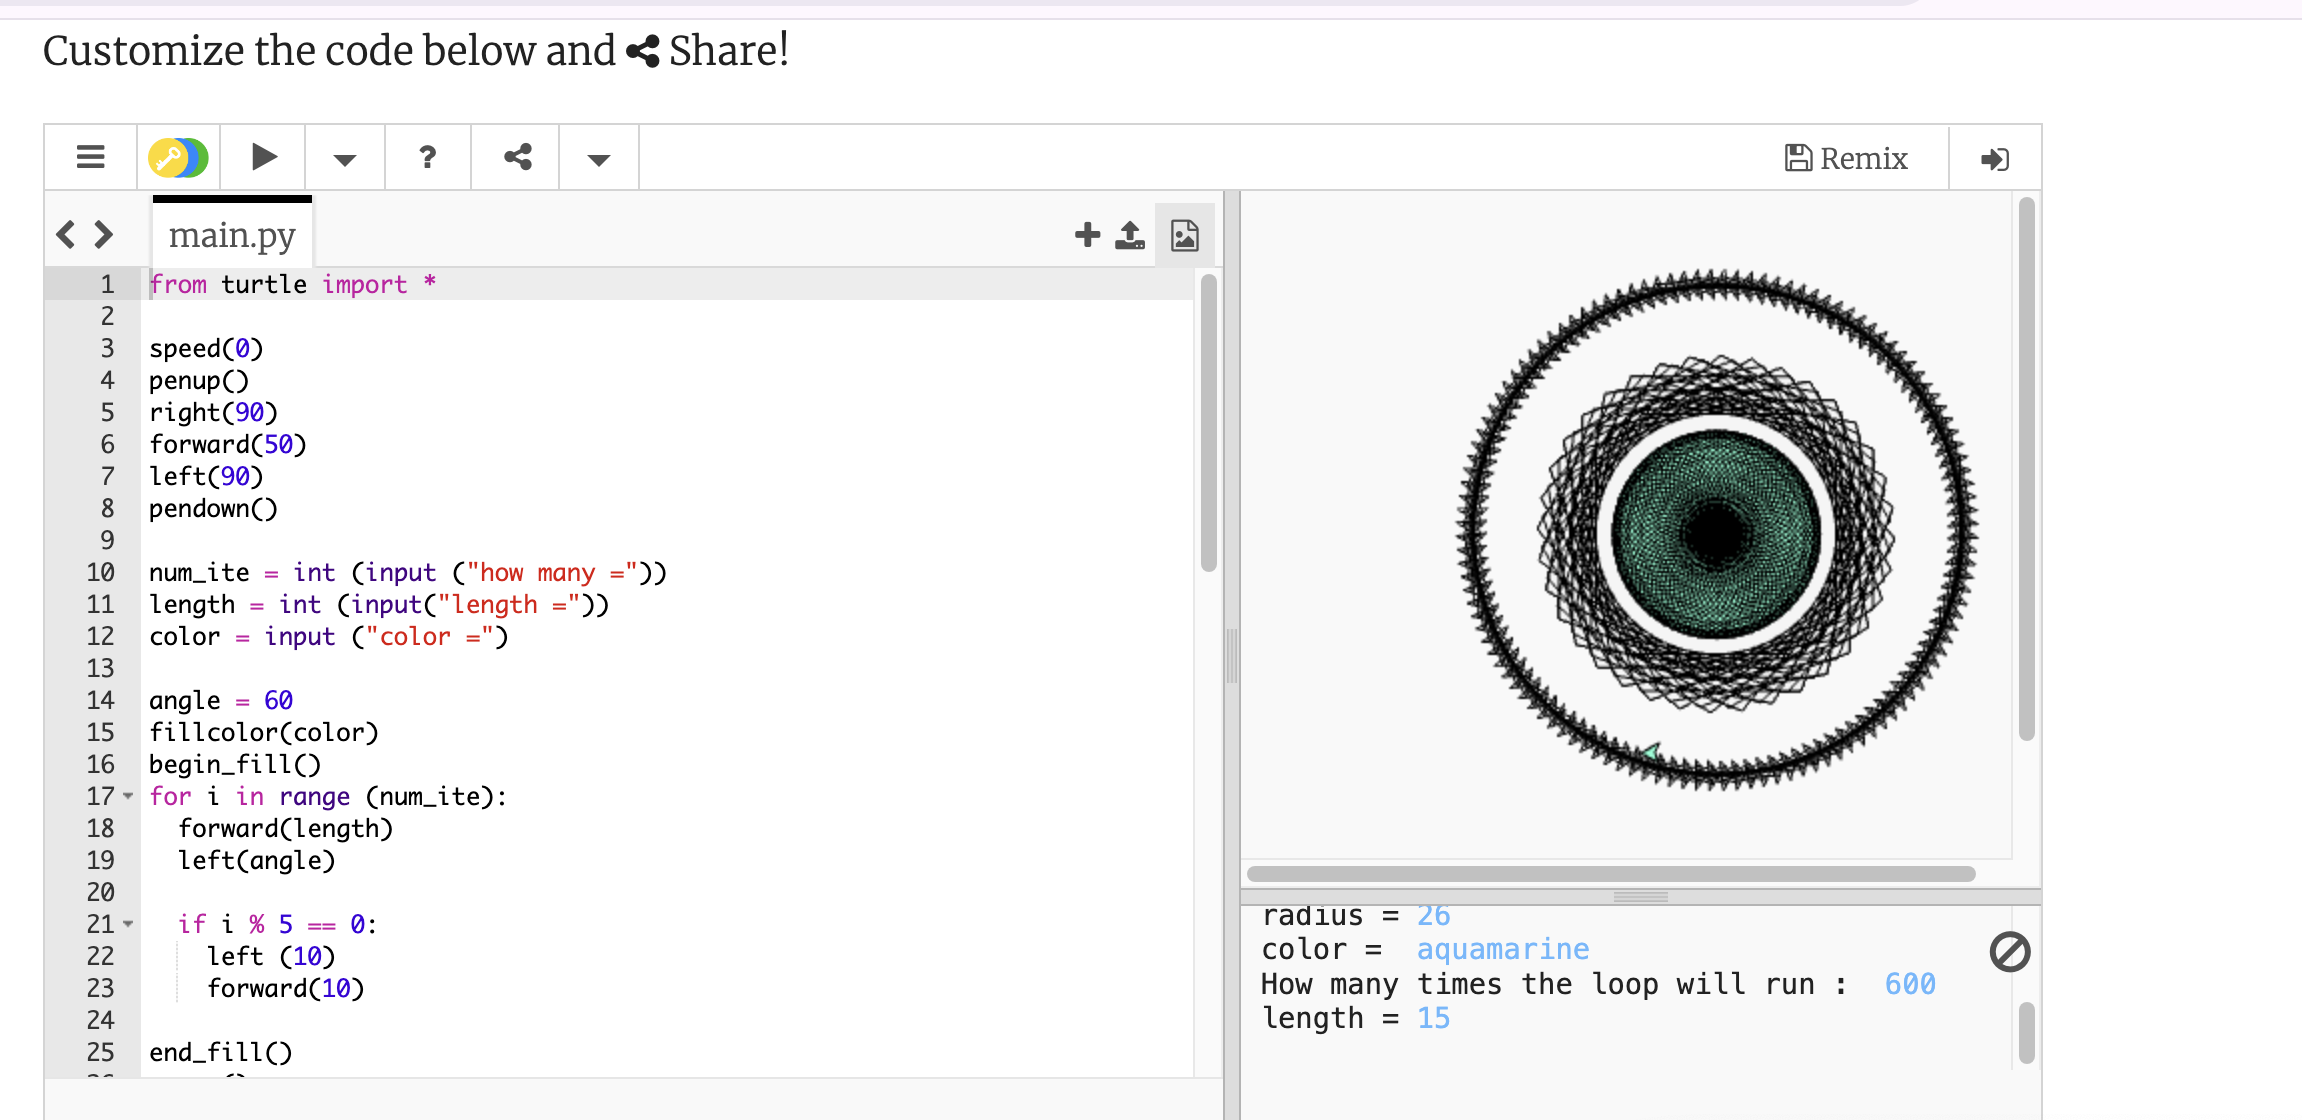 Customize the code below and Share!
?
Remix
main.py
1 from turtle import *
2
3 speed(0)
4 penup()
5 right(90)
6 forward(50)
7 left(90)
8 pendown()
9
10 num_ite = int (input ("how many ="))
11 length = int (input("length ="))
12 color = input ("color =")
13
14 angle = 60
15 fillcolor(color)
16 begin_fill()
17 for i in range (num_ite):
18   forward(length)
19   left(angle)
20
21   if i % 5 == 0:
22     left (10)
23     forward(10)
24
25 end_fill()
radius = 26
color =  aquamarine
How many times the loop will run :  600
length = 15